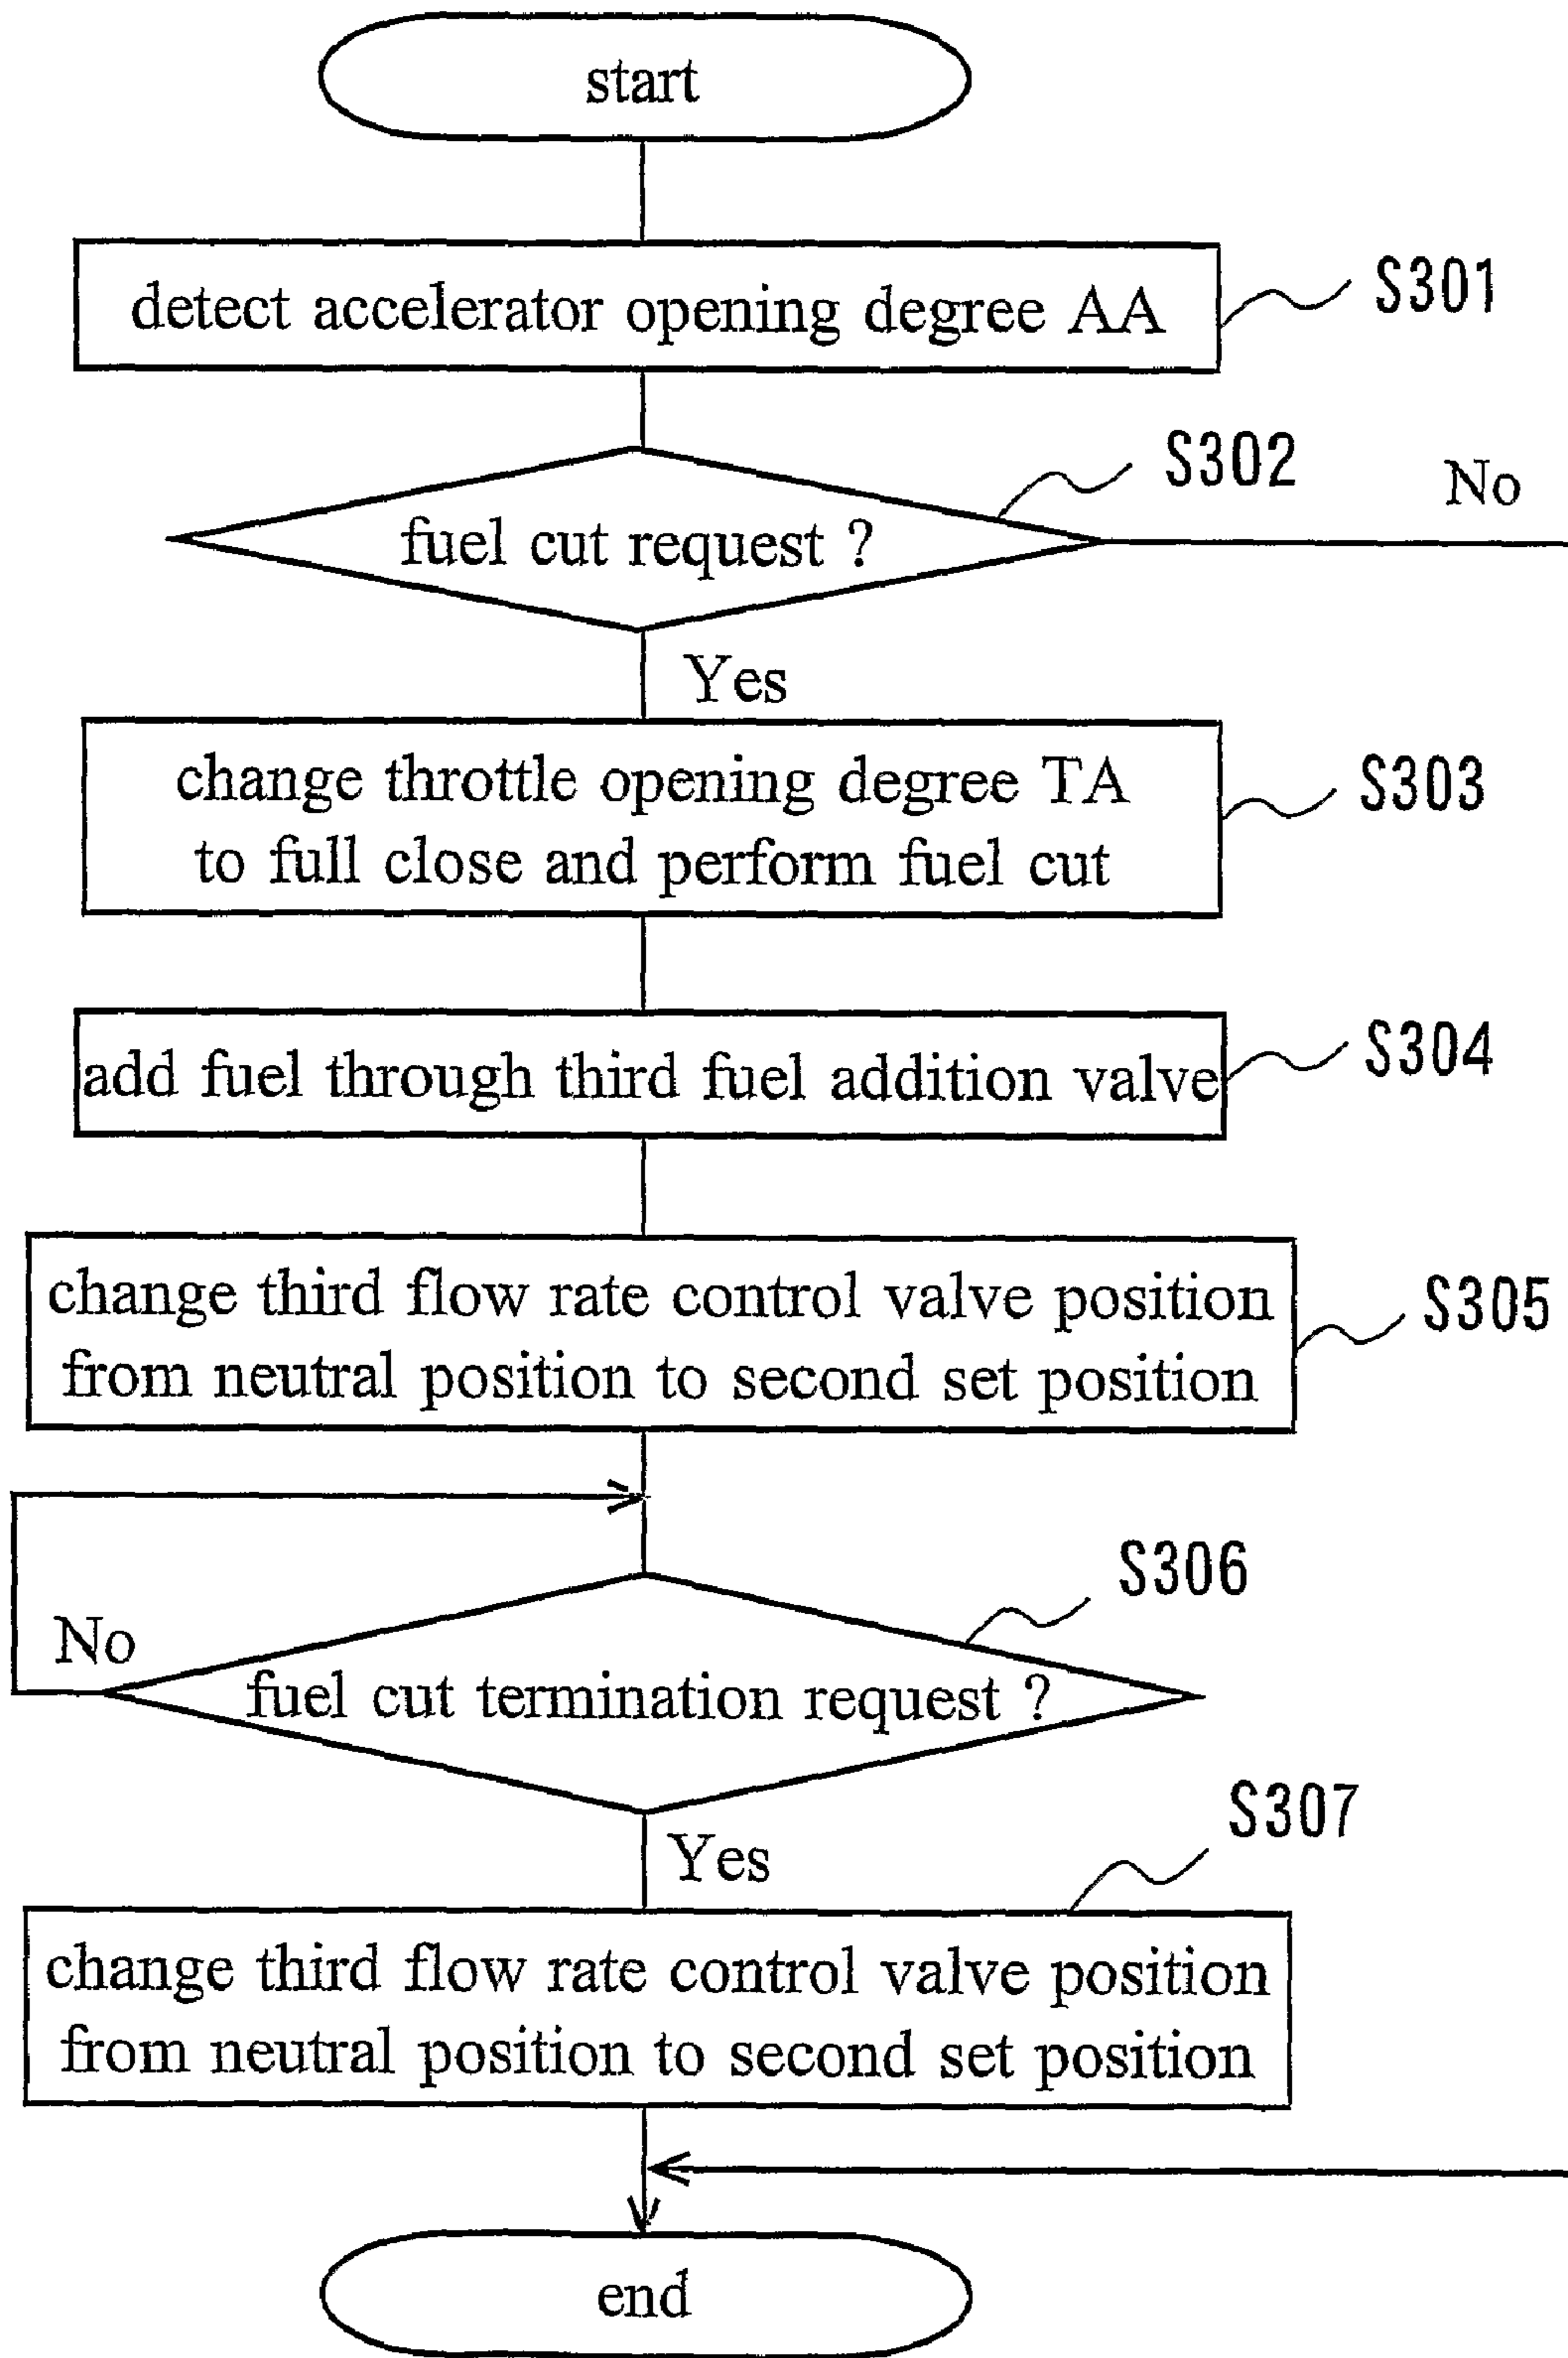 start
detect accelerator opening degree AA
S301
S302
No
fuel cut request ?
Yes
change throttle opening degree TA
to full close and perform fuel cut
S303
add fuel through third fuel addition valve
S304
change third flow rate control valve position
from neutral position to second set position
S305
S306
No
fuel cut termination request ?
S307
Yes
change third flow rate control valve position
from neutral position to second set position
end